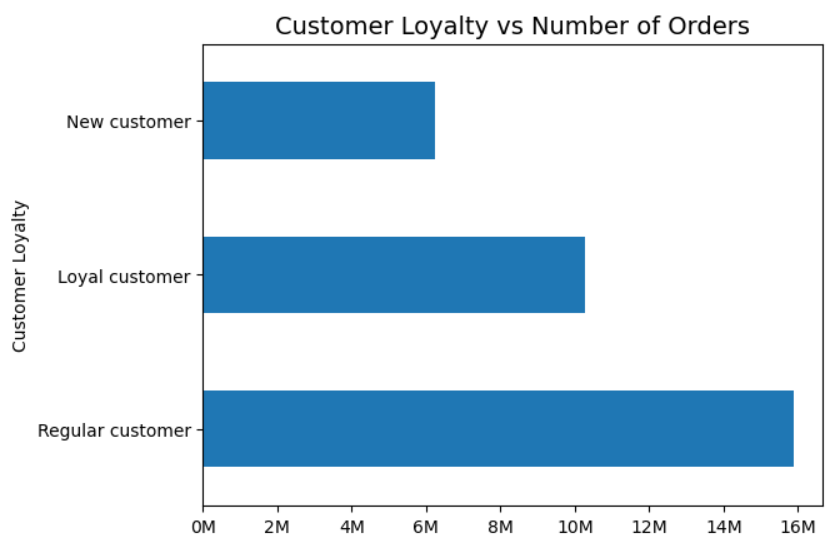 Customer Loyalty vs Number of Orders
Customer Loyalty
New customer
Loyal customer
Regular customer
0M 2M 4M 6M 8M 10M 12M 14M 16M